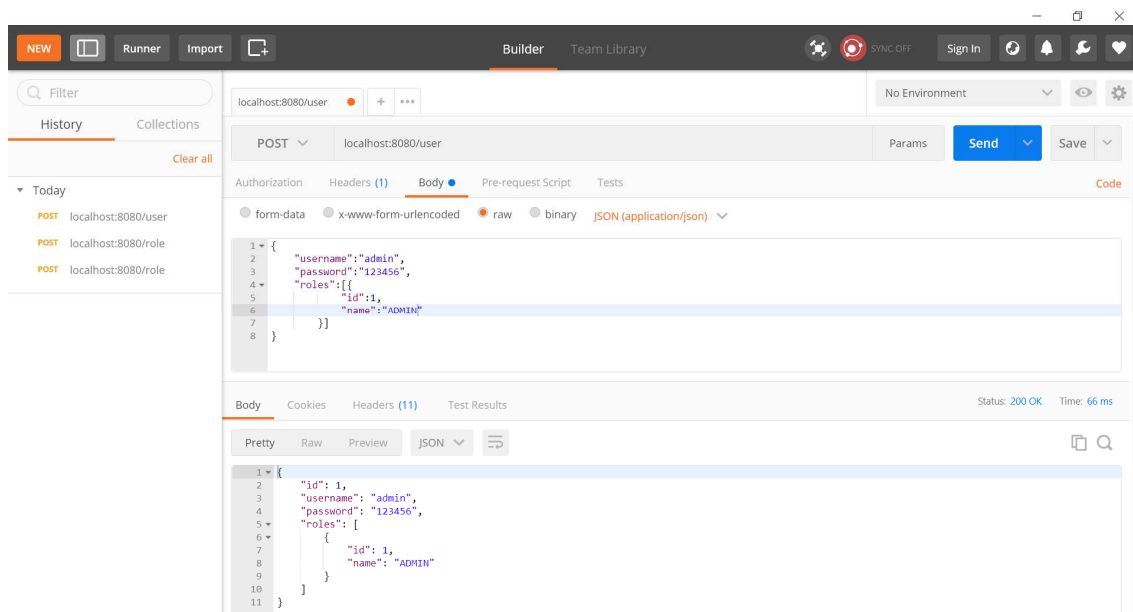 NEW Runner Import Builder Team Library SYNC OFF Sign In
Filter
History Collections
Clear all
Today
POST localhost:8080/user
POST localhost:8080/role
POST localhost:8080/role
localhost:8080/user + ••• No Environment
POST localhost:8080/user Params Send Save
Authorization Headers (1) Body Pre-request Script Tests Code
form-data x-www-form-urlencoded raw binary JSON (application/json)
1 {
2 "username":"admin",
3 "password":"123456",
4 "roles":[{
5 "id":1,
6 "name":"ADMIN"
7 }]
8 }
Body Cookies Headers (11) Test Results Status: 200 OK Time: 66 ms
Pretty Raw Preview JSON
1 {
2 "id": 1,
3 "username": "admin",
4 "password": "123456",
5 "roles": [
6 {
7 "id": 1,
8 "name": "ADMIN"
9 }
10 ]
11 }